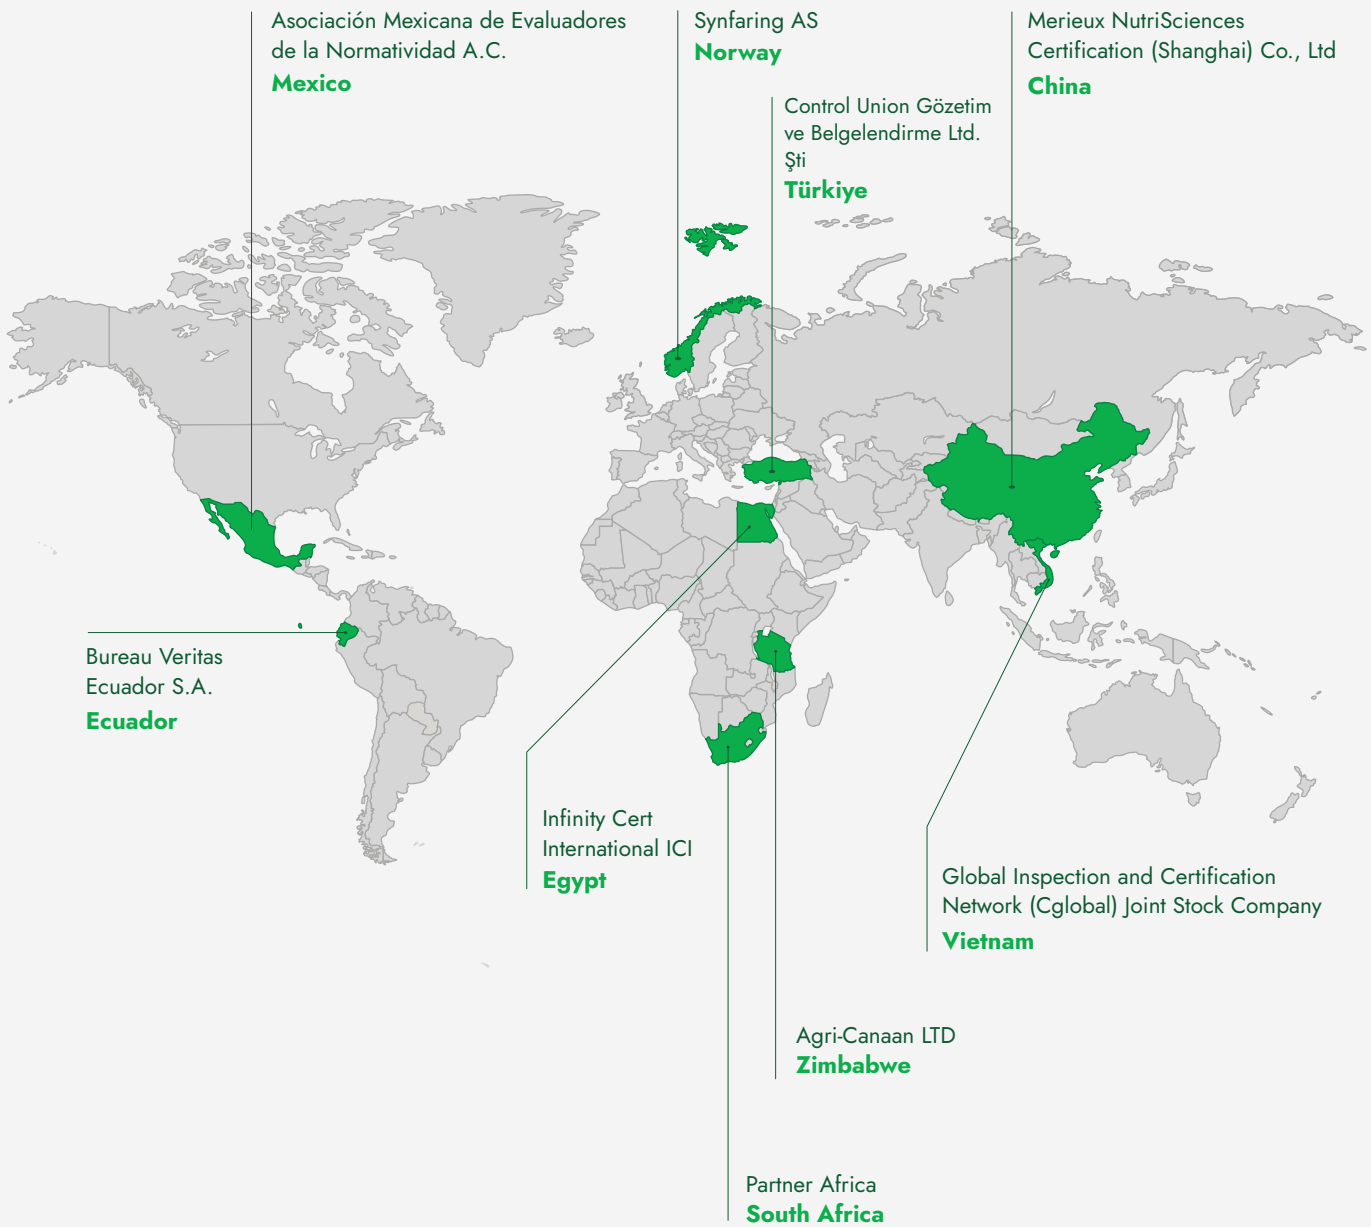 Asociación Mexicana de Evaluadores
de la Normatividad A.C.
Mexico
Synfaring AS
Norway
Merieux NutriSciences
Certification (Shanghai) Co., Ltd
China
Control Union Gözetim
ve Belgelendirme Ltd.
Şti
Türkiye
Bureau Veritas
Ecuador S.A.
Ecuador
Infinity Cert
International ICI
Egypt
Global Inspection and Certification
Network (Cglobal) Joint Stock Company
Vietnam
Agri-Canaan LTD
Zimbabwe
Partner Africa
South Africa